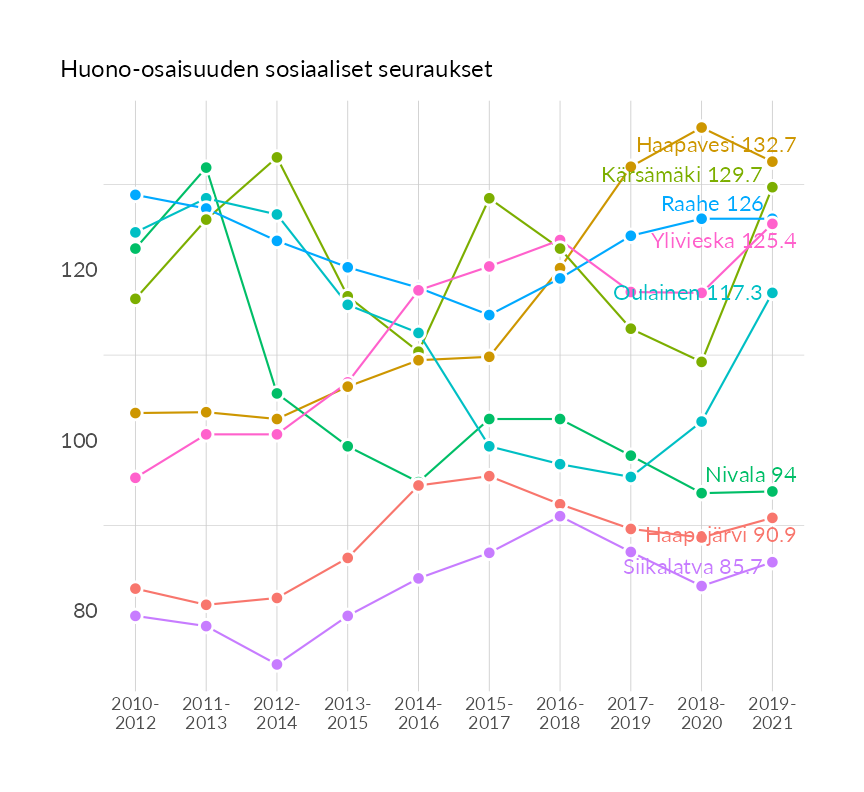 Huono-osaisuuden sosiaaliset seuraukset
Haapavesi 132.7
Kärsämäki 129.7
Raahe 126
Ylivieska 125.4
120
Oulainen 117.3
100
Nivala 94
Haapajärvi 90.9
Siikalatva 85.7
80
2010-
2012
2011-
2013
2012-
2014
2013-
2015
2014-
2016
2015-
2017
2016-
2018
2017-
2019
2018-
2020
2019-
2021